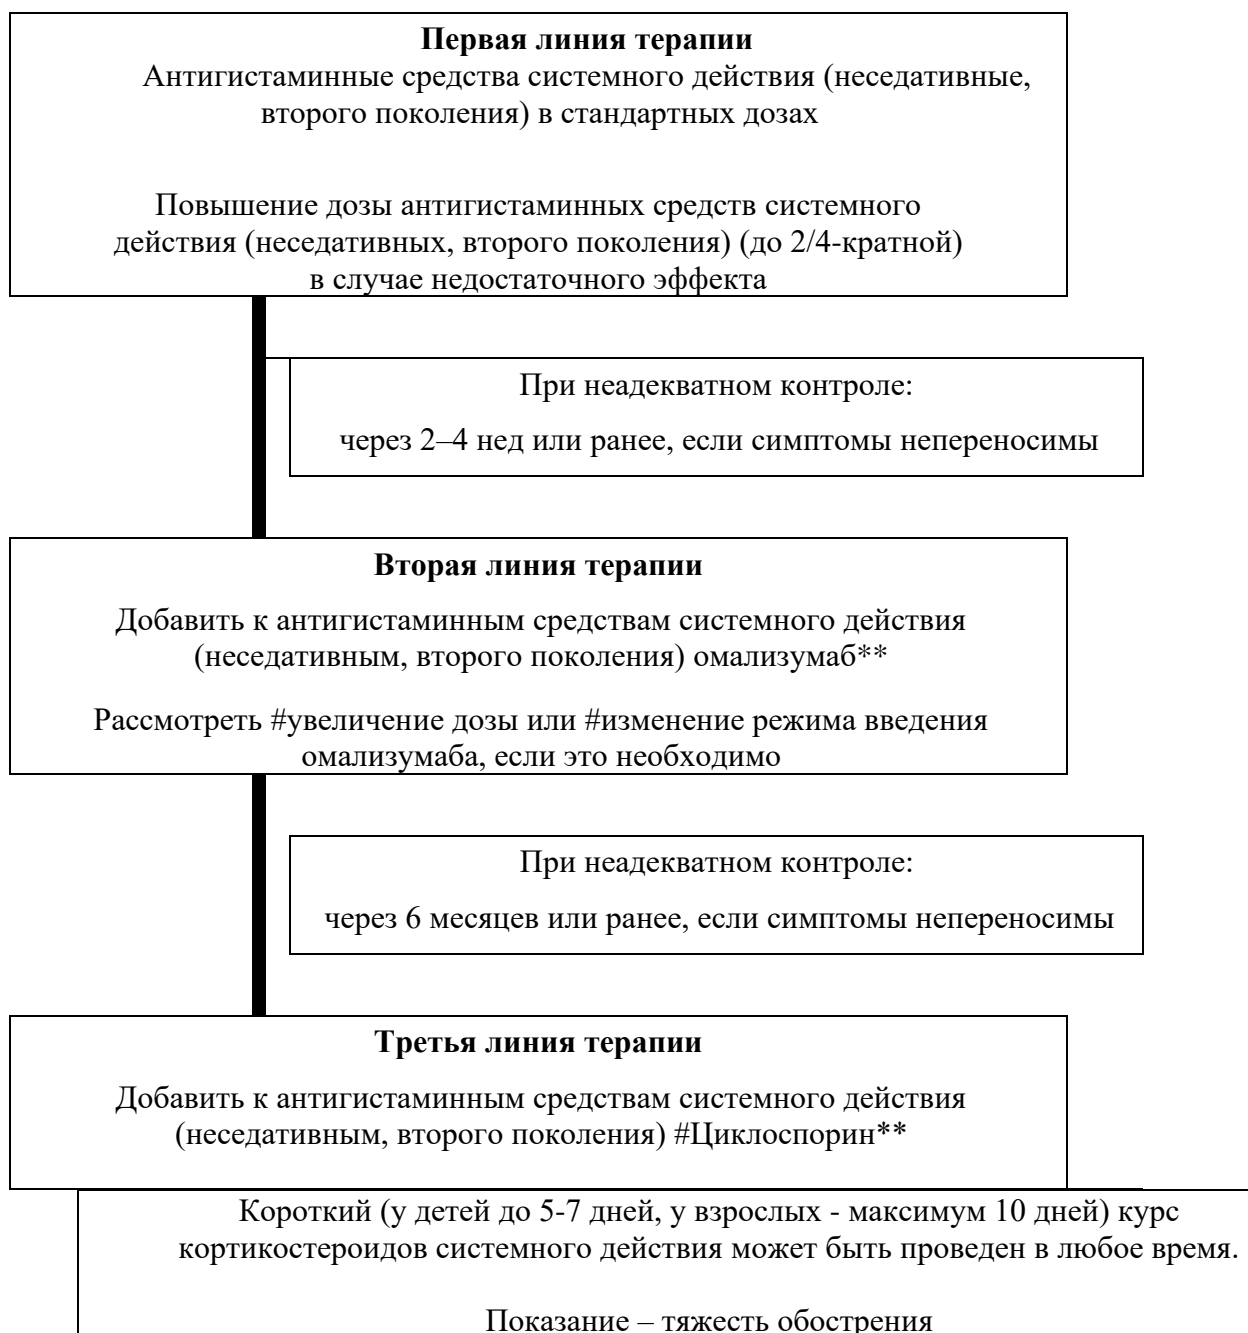 Первая линия терапии
Антигистаминные средства системного действия (неседативные,
второго поколения) в стандартных дозах
Повышение дозы антигистаминных средств системного
действия (неседативных, второго поколения) (до 2/4-кратной)
в случае недостаточного эффекта
При неадекватном контроле:
через 2–4 нед или ранее, если симптомы непереносимы
Вторая линия терапии
Добавить к антигистаминным средствам системного действия
(неседативным, второго поколения) омализумаб**
Рассмотреть #увеличение дозы или #изменение режима введения
омализумаба, если это необходимо
При неадекватном контроле:
через 6 месяцев или ранее, если симптомы непереносимы
Третья линия терапии
Добавить к антигистаминным средствам системного действия
(неседативным, второго поколения) #Циклоспорин**
Короткий (у детей до 5-7 дней, у взрослых - максимум 10 дней) курс
кортикостероидов системного действия может быть проведен в любое время.
Показание – тяжесть обострения